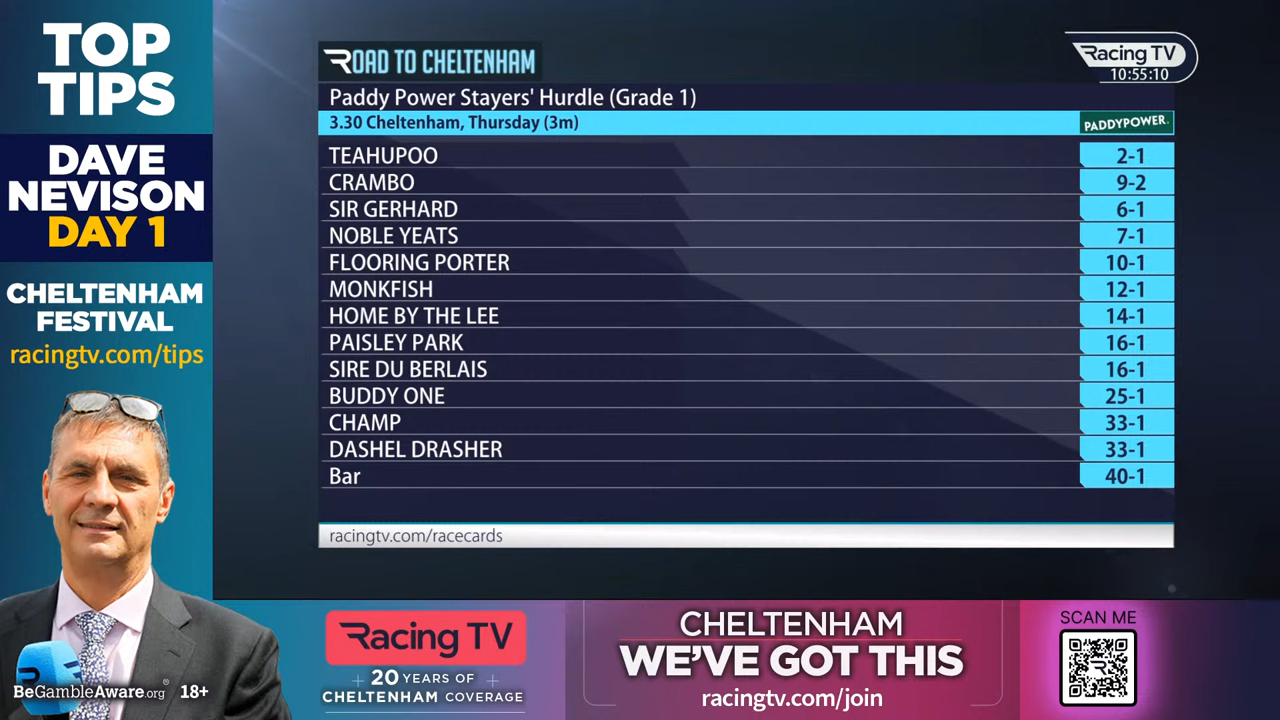 TOP
TIPS
DAVE
NEVISON
DAY 1
CHELTENHAM
FESTIVAL
racingtv.com/tips
BeGambleAware.org® 18+
ROAD TO CHELTENHAM
Racing TV
10:55:10
Paddy Power Stayers' Hurdle (Grade 1)
3.30 Cheltenham, Thursday (3m) PADDYPOWER.
TEAHUPOO 2-1
CRAMBO 9-2
SIR GERHARD 6-1
NOBLE YEATS 7-1
FLOORING PORTER 10-1
MONKFISH 12-1
HOME BY THE LEE 14-1
PAISLEY PARK 16-1
SIRE DU BERLAIS 16-1
BUDDY ONE 25-1
CHAMP 33-1
DASHEL DRASHER 33-1
Bar 40-1
racingtv.com/racecards
Racing TV
20 YEARS OF
CHELTENHAM COVERAGE
CHELTENHAM
WE'VE GOT THIS
racingtv.com/join
SCAN ME